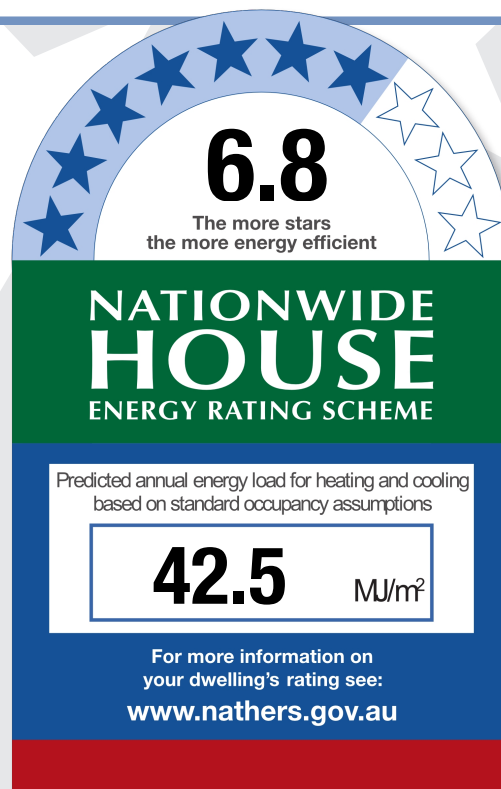 6.8
The more stars
the more energy efficient
NATIONWIDE
HOUSE
ENERGY RATING SCHEME
Predicted annual energy load for heating and cooling
based on standard occupancy assumptions
42.5 MJ/m²
For more information on
your dwelling's rating see:
www.nathers.gov.au